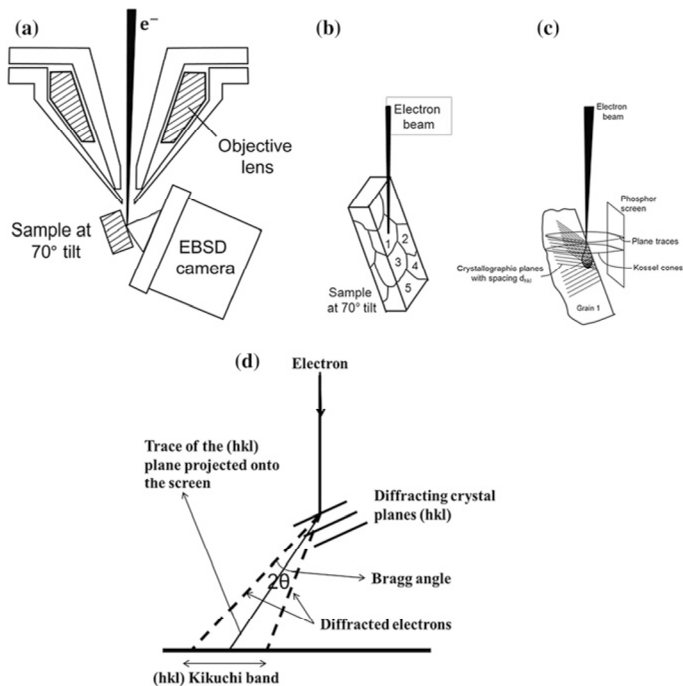 (a)
e⁻
Objective
lens
Sample at
70° tilt
EBSD
camera
(b)
Electron
beam
1
2
3
4
5
Sample
at 70° tilt
(c)
Electron
beam
Phosphor
screen
Plane traces
Kossel cones
Crystallographic planes
with spacing dhkl
Grain 1
(d)
Electron
Trace of the (hkl)
plane projected onto
the screen
Diffracting crystal
planes (hkl)
2θ
Bragg angle
Diffracted electrons
(hkl) Kikuchi band